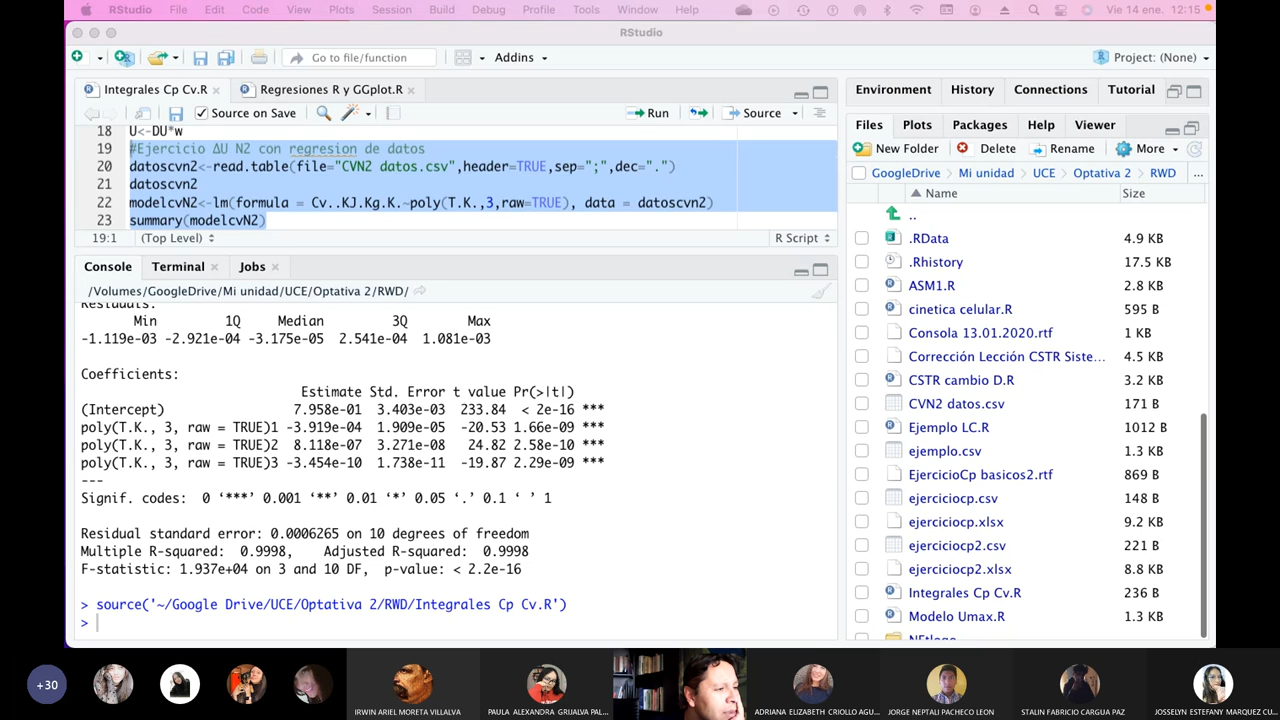 RStudio File Edit Code View Plots Session Build Debug Profile Tools Window Help Vie 14 ene. 12:15
RStudio
Go to file/function Addins Project: (None)
Integrales Cp Cv.R Regresiones R y GGplot.R
Source on Save Run Source
18 U<-DU*w
19 #Ejercicio ΔU N2 con regresion de datos
20 datoscvn2<-read.table(file="CVN2 datos.csv",header=TRUE,sep=";",dec=".")
21 datoscvn2
22 modelcvN2<-lm(formula = Cv..KJ.Kg.K.~poly(T.K.,3,raw=TRUE), data = datoscvn2)
23 summary(modelcvN2)
19:1 (Top Level) R Script
Console Terminal Jobs
/Volumes/GoogleDrive/Mi unidad/UCE/Optativa 2/RWD/
Residuals:
Min 1Q Median 3Q Max
-1.119e-03 -2.921e-04 -3.175e-05 2.541e-04 1.081e-03
Coefficients:
Estimate Std. Error t value Pr(>|t|)
(Intercept) 7.958e-01 3.403e-03 233.84 < 2e-16 ***
poly(T.K., 3, raw = TRUE)1 -3.919e-04 1.909e-05 -20.53 1.66e-09 ***
poly(T.K., 3, raw = TRUE)2 8.118e-07 3.271e-08 24.82 2.58e-10 ***
poly(T.K., 3, raw = TRUE)3 -3.454e-10 1.738e-11 -19.87 2.29e-09 ***
---
Signif. codes: 0 ‘***’ 0.001 ‘**’ 0.01 ‘*’ 0.05 ‘.’ 0.1 ‘ ’ 1
Residual standard error: 0.0006265 on 10 degrees of freedom
Multiple R-squared: 0.9998, Adjusted R-squared: 0.9998
F-statistic: 1.937e+04 on 3 and 10 DF, p-value: < 2.2e-16
> source('~/Google Drive/UCE/Optativa 2/RWD/Integrales Cp Cv.R')
>
Environment History Connections Tutorial
Files Plots Packages Help Viewer
New Folder Delete Rename More
GoogleDrive Mi unidad UCE Optativa 2 RWD ...
Name Size
..
.RData 4.9 KB
.Rhistory 17.5 KB
ASM1.R 2.8 KB
cinetica celular.R 595 B
Consola 13.01.2020.rtf 1 KB
Corrección Lección CSTR Siste... 4.5 KB
CSTR cambio D.R 3.2 KB
CVN2 datos.csv 171 B
Ejemplo LC.R 1012 B
ejemplo.csv 1.3 KB
EjercicioCp basicos2.rtf 869 B
ejerciciocp.csv 148 B
ejerciciocp.xlsx 9.2 KB
ejerciciocp2.csv 221 B
ejerciciocp2.xlsx 8.8 KB
Integrales Cp Cv.R 236 B
Modelo Umax.R 1.3 KB
+30
IRWIN ARIEL MORETA VILLALVA PAULA ALEXANDRA GRIJALVA PAL... ADRIANA ELIZABETH CRIOLLO AGU... JORGE NEPTALI PACHECO LEON STALIN FABRICIO CARGUA PAZ JOSSELYN ESTEFANY MARQUEZ CU...